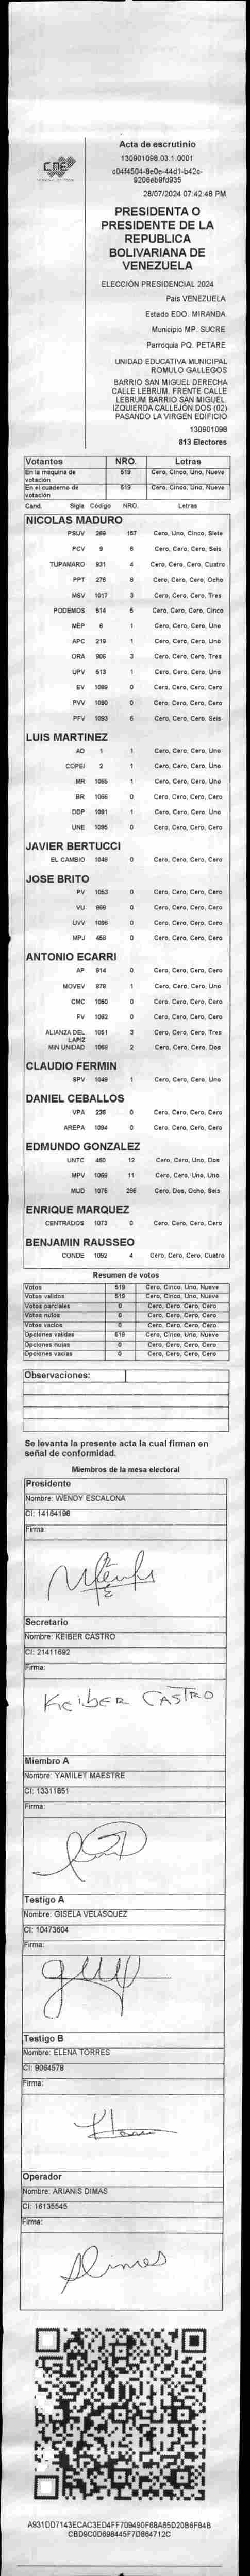 CNE
Acta de escrutinio
130901098.03.1.0001
c04f4504-8e0e-44d1-b42c-
9206eb9fd935
28/07/2024 07:42:48 PM
PRESIDENTA O
PRESIDENTE DE LA
REPUBLICA
BOLIVARIANA DE
VENEZUELA
ELECCIÓN PRESIDENCIAL 2024
País VENEZUELA
Estado EDO. MIRANDA
Municipio MP. SUCRE
Parroquia PQ. PETARE
UNIDAD EDUCATIVA MUNICIPAL
ROMULO GALLEGOS
BARRIO SAN MIGUEL DERECHA
CALLE LEBRUM. FRENTE CALLE
LEBRUM BARRIO SAN MIGUEL.
IZQUIERDA CALLEJÓN DOS (02)
PASANDO LA VIRGEN EDIFICIO
130901098
813 Electores
Votantes NRO. Letras
En la máquina de votación 519 Cero, Cinco, Uno, Nueve
En el cuaderno de votación 519 Cero, Cinco, Uno, Nueve
Cand. Sigla Código NRO. Letras
NICOLAS MADURO
PSUV 269 157 Cero, Uno, Cinco, Siete
PCV 9 6 Cero, Cero, Cero, Seis
TUPAMARO 931 4 Cero, Cero, Cero, Cuatro
PPT 276 8 Cero, Cero, Cero, Ocho
MSV 1017 3 Cero, Cero, Cero, Tres
PODEMOS 514 5 Cero, Cero, Cero, Cinco
MEP 6 1 Cero, Cero, Cero, Uno
APC 219 1 Cero, Cero, Cero, Uno
ORA 906 3 Cero, Cero, Cero, Tres
UPV 513 1 Cero, Cero, Cero, Uno
EV 1089 0 Cero, Cero, Cero, Cero
PVV 1090 0 Cero, Cero, Cero, Cero
PFV 1093 6 Cero, Cero, Cero, Seis
LUIS MARTINEZ
AD 1 1 Cero, Cero, Cero, Uno
COPEI 2 1 Cero, Cero, Cero, Uno
MR 1065 1 Cero, Cero, Cero, Uno
BR 1066 0 Cero, Cero, Cero, Cero
DDP 1091 1 Cero, Cero, Cero, Uno
UNE 1095 0 Cero, Cero, Cero, Cero
JAVIER BERTUCCI
EL CAMBIO 1048 0 Cero, Cero, Cero, Cero
JOSE BRITO
PV 1053 0 Cero, Cero, Cero, Cero
VU 868 0 Cero, Cero, Cero, Cero
UVV 1096 0 Cero, Cero, Cero, Cero
MPJ 458 0 Cero, Cero, Cero, Cero
ANTONIO ECARRI
AP 814 0 Cero, Cero, Cero, Cero
MOVEV 878 1 Cero, Cero, Cero, Uno
CMC 1050 0 Cero, Cero, Cero, Cero
FV 1062 0 Cero, Cero, Cero, Cero
ALIANZA DEL LAPIZ 1051 3 Cero, Cero, Cero, Tres
MIN UNIDAD 1058 2 Cero, Cero, Cero, Dos
CLAUDIO FERMIN
SPV 1049 1 Cero, Cero, Cero, Uno
DANIEL CEBALLOS
VPA 236 0 Cero, Cero, Cero, Cero
AREPA 1094 0 Cero, Cero, Cero, Cero
EDMUNDO GONZALEZ
UNTC 460 12 Cero, Cero, Uno, Dos
MPV 1069 11 Cero, Cero, Uno, Uno
MUD 1075 286 Cero, Dos, Ocho, Seis
ENRIQUE MARQUEZ
CENTRADOS 1073 0 Cero, Cero, Cero, Cero
BENJAMIN RAUSSEO
CONDE 1092 4 Cero, Cero, Cero, Cuatro
Resumen de votos
Votos 519 Cero, Cinco, Uno, Nueve
Votos validos 519 Cero, Cinco, Uno, Nueve
Votos parciales 0 Cero, Cero, Cero, Cero
Votos nulos 0 Cero, Cero, Cero, Cero
Votos vacios 0 Cero, Cero, Cero, Cero
Opciones validas 519 Cero, Cinco, Uno, Nueve
Opciones nulas 0 Cero, Cero, Cero, Cero
Opciones vacias 0 Cero, Cero, Cero, Cero
Observaciones:
Se levanta la presente acta la cual firman en
señal de conformidad.
Miembros de la mesa electoral
Presidente
Nombre: WENDY ESCALONA
CI: 14164198
Firma:
Secretario
Nombre: KEIBER CASTRO
CI: 21411692
Firma:
KeibeR CASTRO
Miembro A
Nombre: YAMILET MAESTRE
CI: 13311851
Firma:
Testigo A
Nombre: GISELA VELASQUEZ
CI: 10473604
Firma:
Testigo B
Nombre: ELENA TORRES
CI: 9064578
Firma:
Operador
Nombre: ARIANIS DIMAS
CI: 16135545
Firma:
A931DD7143ECAC3ED4FF709490F68A65D20B6F84B
CBD9C0D698445F7D864712C